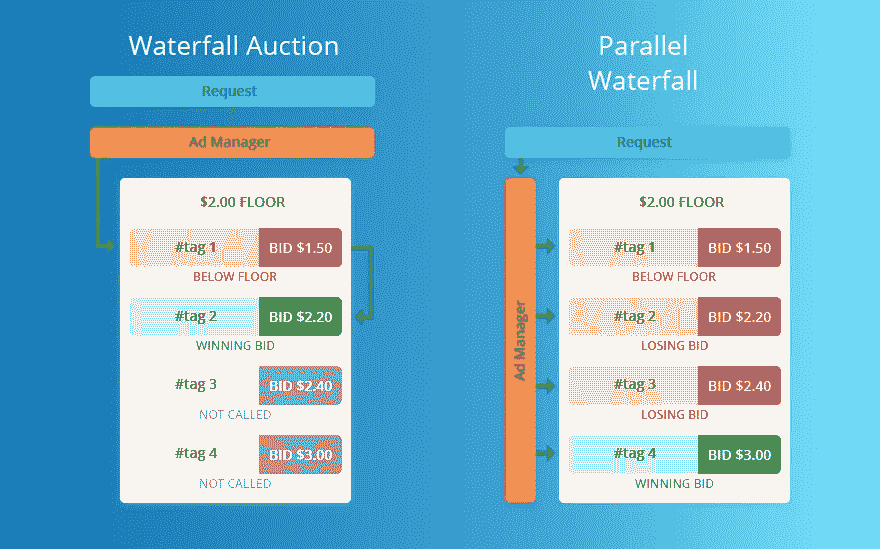 Waterfall Auction
Request
Ad Manager
$2.00 FLOOR
#tag 1 BID $1.50
BELOW FLOOR
#tag 2 BID $2.20
WINNING BID
#tag 3 BID $2.40
NOT CALLED
#tag 4 BID $3.00
NOT CALLED
Parallel
Waterfall
Request
Ad Manager
$2.00 FLOOR
#tag 1 BID $1.50
BELOW FLOOR
#tag 2 BID $2.20
LOSING BID
#tag 3 BID $2.40
LOSING BID
#tag 4 BID $3.00
WINNING BID